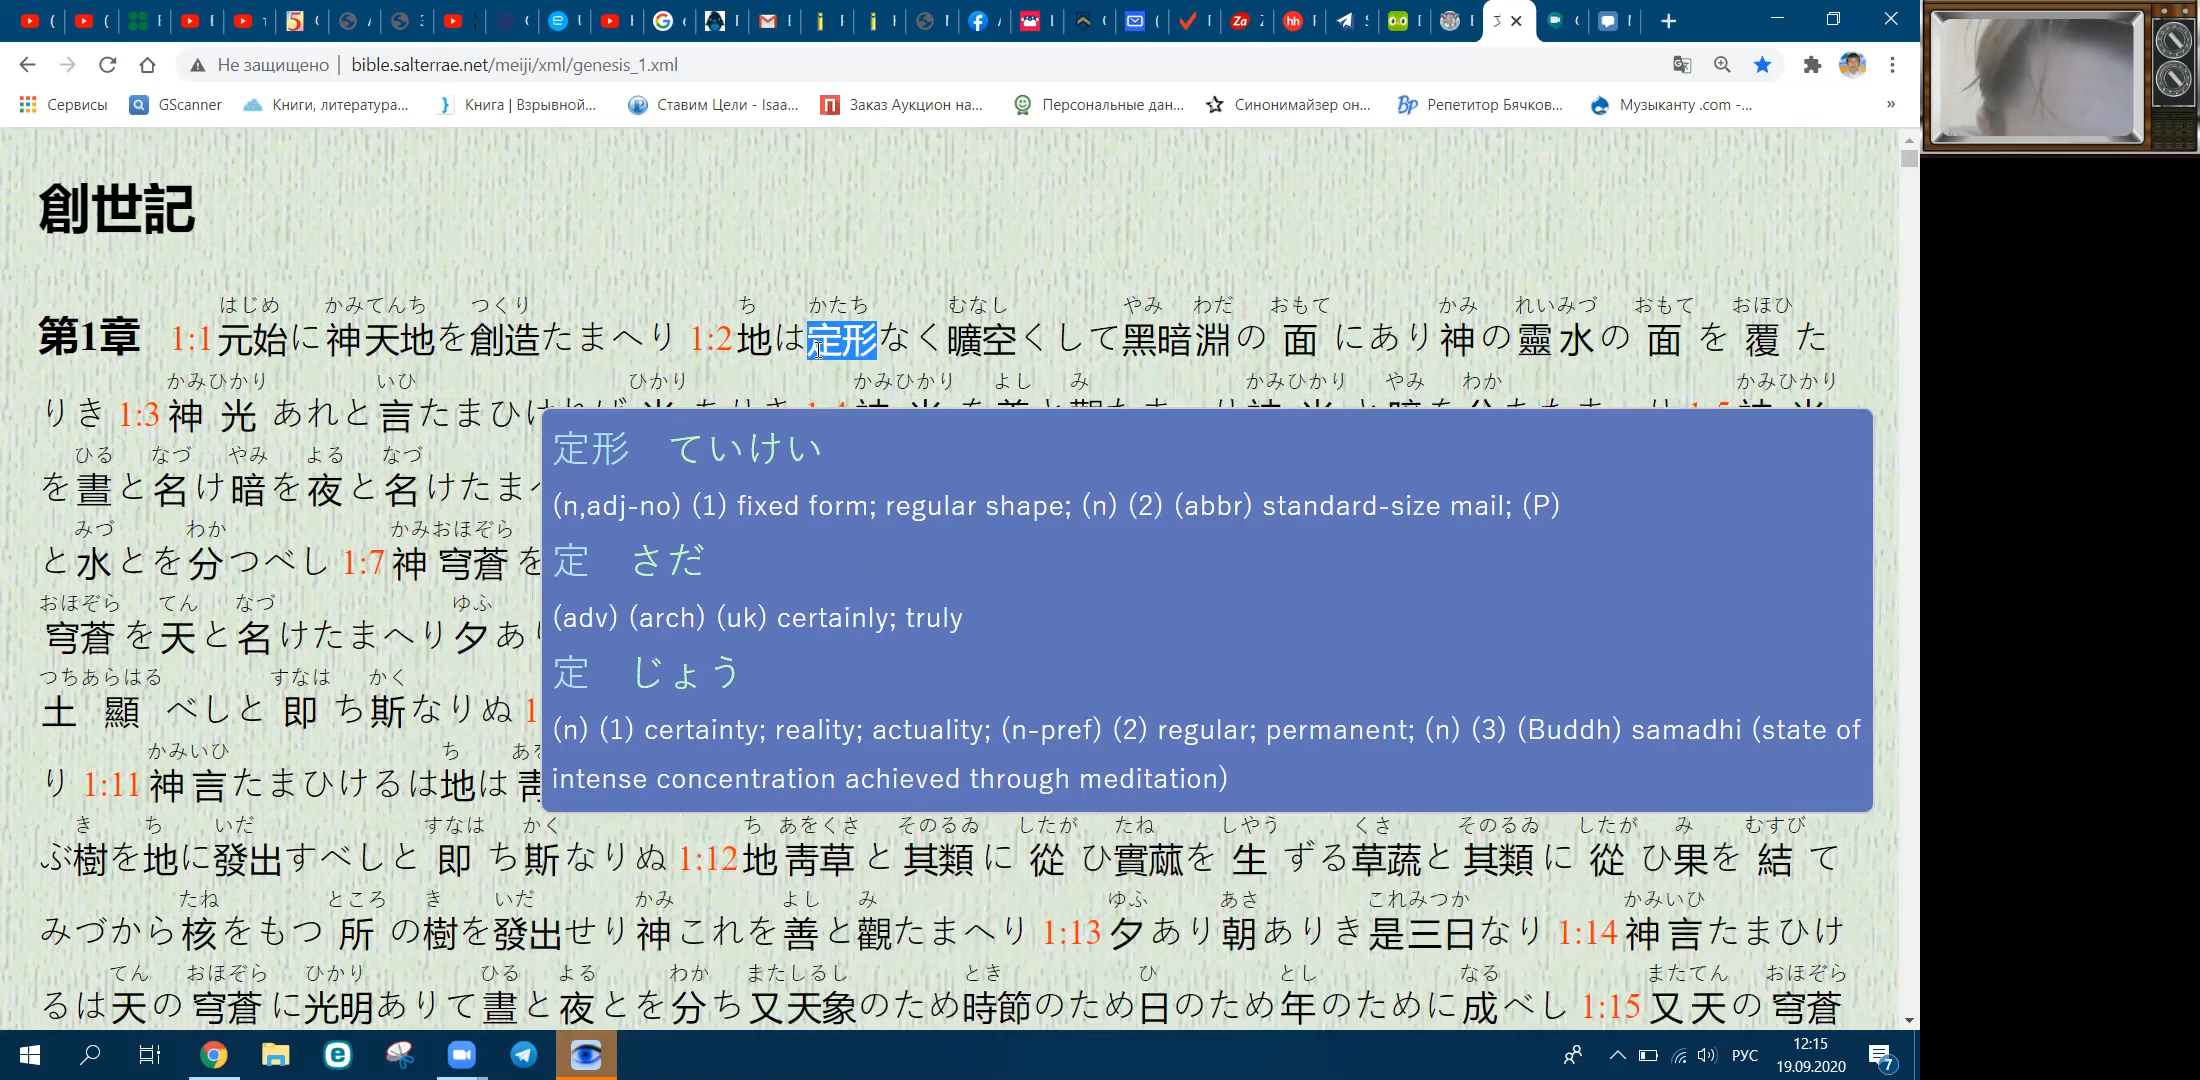 Не защищено | bible.salterrae.net/meiji/xml/genesis_1.xml
Сервисы GScanner Книги, литература... Книга | Взрывной... Ставим Цели - Isaa... Заказ Аукцион на... Персональные дан... Синонимайзер он... Репетитор Бячков... Музыканту .com -... »
創世記
はじめ かみてんち つくり ち かたち むなし やみ わだ おもて かみ れいみづ おもて おほひ
第1章 1:1元始に神天地を創造たまへり 1:2地は定形なく曠空くして黑暗淵の面にあり神の靈水の面を覆た
かみひかり いひ ひかり かみひかり よし み かみひかり やみ わか かみひかり
りき 1:3神光あれと言たまひければ
ひる なづ やみ よる なづ
を晝と名け暗を夜と名けたま
みづ わか かみおほぞら
と水とを分つべし 1:7神穹蒼を
おほぞら てん なづ ゆふ
穹蒼を天と名けたまへり夕あ
つちあらはる すなは かく
土顯べしと即ち斯なりぬ
かみいひ ち
り 1:11神言たまひけるは地は
定形 ていけい
(n,adj-no) (1) fixed form; regular shape; (n) (2) (abbr) standard-size mail; (P)
定 さだ
(adv) (arch) (uk) certainly; truly
定 じょう
(n) (1) certainty; reality; actuality; (n-pref) (2) regular; permanent; (n) (3) (Buddh) samadhi (state of
intense concentration achieved through meditation)
き ち いだ すなは かく ち あをくさ そのるゐ したが たね しやう くさ そのるゐ したが み むすび
ぶ樹を地に發出すべしと即ち斯なりぬ 1:12地靑草と其類に從ひ實蓏を生ずる草蔬と其類に從ひ果を結て
たね ところ き いだ かみ よし み ゆふ あさ これみつか かみいひ
みづから核をもつ所の樹を發出せり神これを善と觀たまへり 1:13夕あり朝ありき是三日なり 1:14神言たまひけ
てん おほぞら ひかり ひる よる わか またしるし とき ひ とし なる またてん おほぞら
るは天の穹蒼に光明ありて晝と夜とを分ち又天象のため時節のため日のため年のために成べし 1:15又天の穹蒼
РУС
12:15
19.09.2020
7